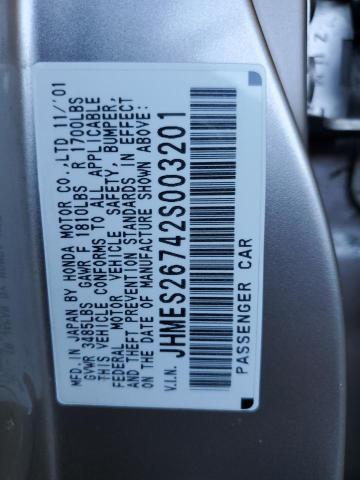 MFD. IN JAPAN BY HONDA MOTOR CO.,LTD 11/'01
GVWR 3485LBS GAWR F 1810LBS R 1700LBS
THIS VEHICLE CONFORMS TO ALL APPLICABLE
FEDERAL MOTOR VEHICLE SAFETY, BUMPER,
AND THEFT PREVENTION STANDARDS IN EFFECT
ON THE DATE OF MANUFACTURE SHOWN ABOVE:
V.I.N. JHMES26742S003201
PASSENGER CAR